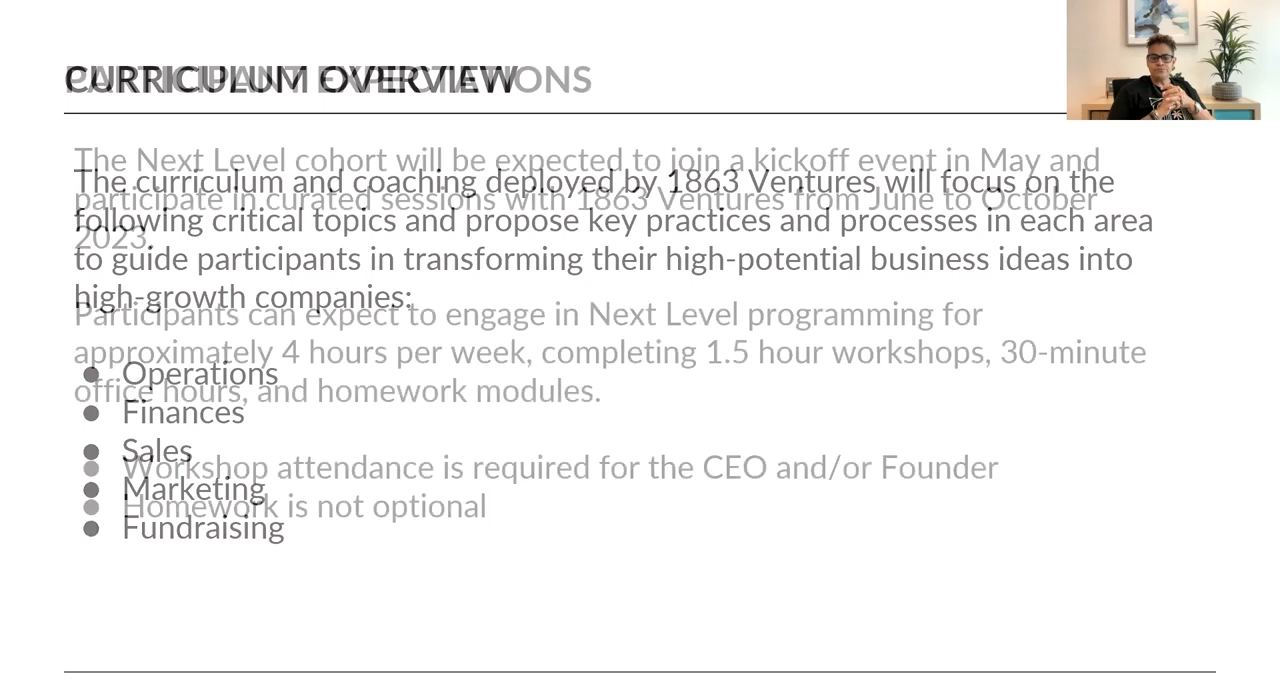 CURRICULUM OVERVIEW
The curriculum and coaching deployed by 1863 Ventures will focus on the
following critical topics and propose key practices and processes in each area
to guide participants in transforming their high-potential business ideas into
high-growth companies:
● Operations
● Finances
● Sales
● Marketing
● Fundraising
PARTICIPANT EXPECTATIONS
The Next Level cohort will be expected to join a kickoff event in May and
participate in curated sessions with 1863 Ventures from June to October
2023.
Participants can expect to engage in Next Level programming for
approximately 4 hours per week, completing 1.5 hour workshops, 30-minute
office hours, and homework modules.
● Workshop attendance is required for the CEO and/or Founder
● Homework is not optional